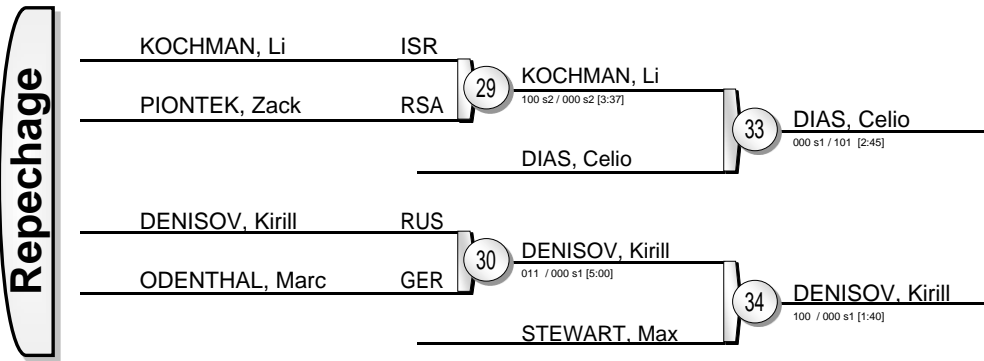 Repechage
KOCHMAN, Li ISR
PIONTEK, Zack RSA
29
KOCHMAN, Li
100 s2 / 000 s2 [3:37]
DIAS, Celio
33
DIAS, Celio
000 s1 / 101 [2:45]
DENISOV, Kirill RUS
ODENTHAL, Marc GER
30
DENISOV, Kirill
011 / 000 s1 [5:00]
STEWART, Max
34
DENISOV, Kirill
100 / 000 s1 [1:40]